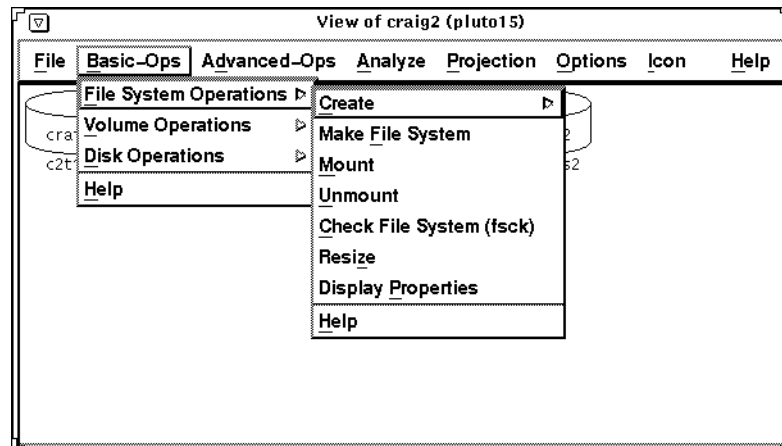 View of craig2 (pluto15)
File Basic-Ops Advanced-Ops Analyze Projection Options Icon Help
File System Operations
Volume Operations
Disk Operations
Help
Create
Make File System
Mount
Unmount
Check File System (fsck)
Resize
Display Properties
Help